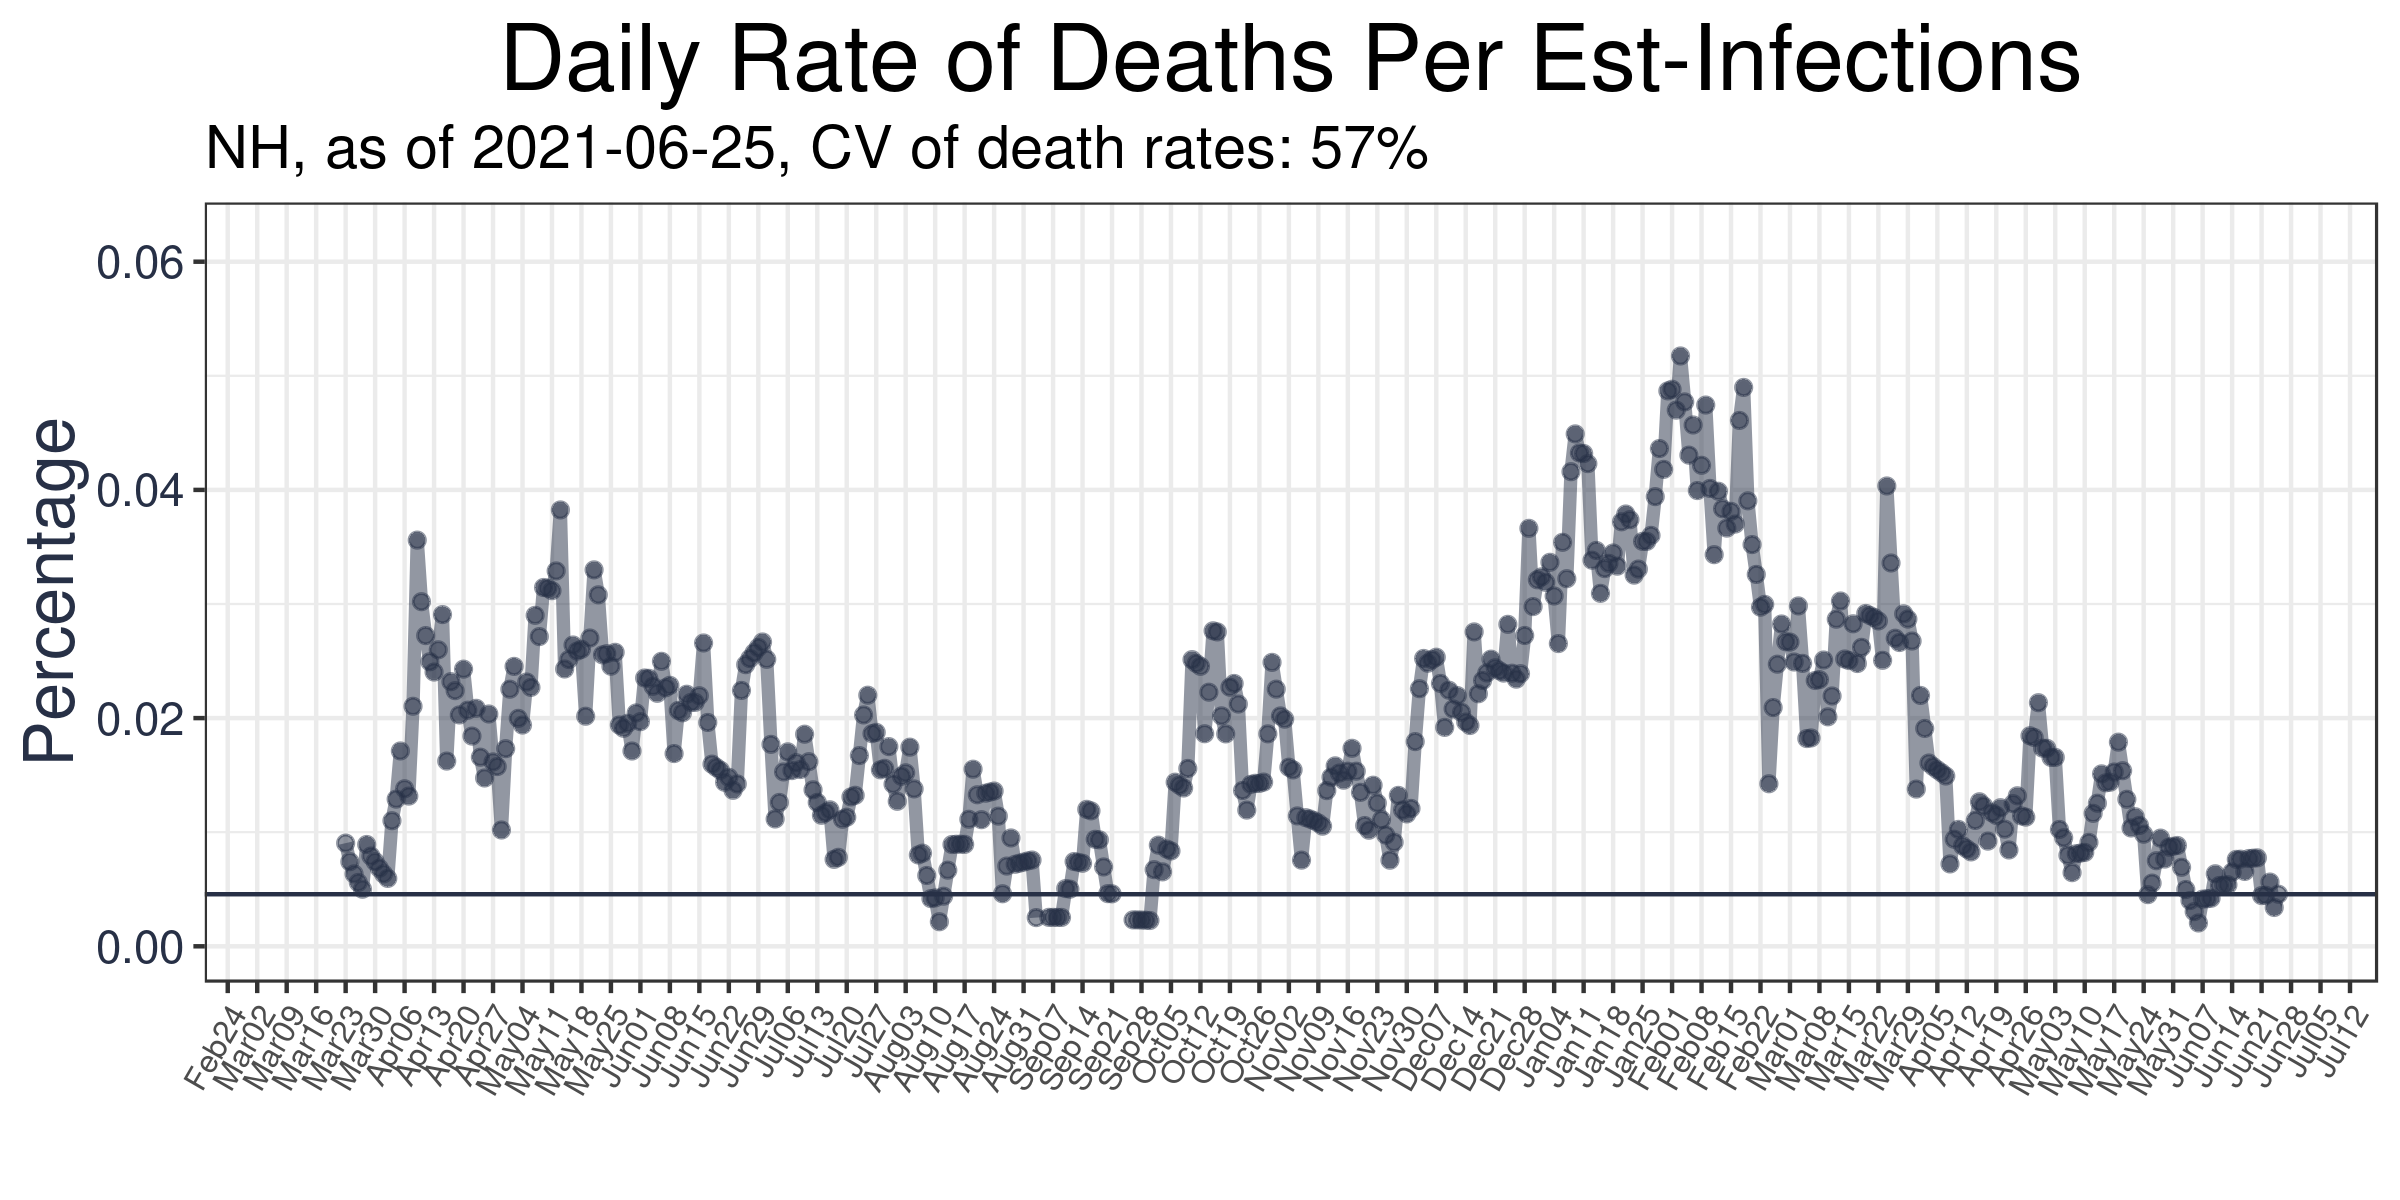 Daily Rate of Deaths Per Est-Infections
NH, as of 2021-06-25, CV of death rates: 57%
Percentage
0.06
0.04
0.02
0.00
Feb24
Mar02
Mar09
Mar16
Mar23
Mar30
Apr06
Apr13
Apr20
Apr27
May04
May11
May18
May25
Jun01
Jun08
Jun15
Jun22
Jun29
Jul06
Jul13
Jul20
Jul27
Aug03
Aug10
Aug17
Aug24
Aug31
Sep07
Sep14
Sep21
Sep28
Oct05
Oct12
Oct19
Oct26
Nov02
Nov09
Nov16
Nov23
Nov30
Dec07
Dec14
Dec21
Dec28
Jan04
Jan11
Jan18
Jan25
Feb01
Feb08
Feb15
Feb22
Mar01
Mar08
Mar15
Mar22
Mar29
Apr05
Apr12
Apr19
Apr26
May03
May10
May17
May24
May31
Jun07
Jun14
Jun21
Jun28
Jul05
Jul12